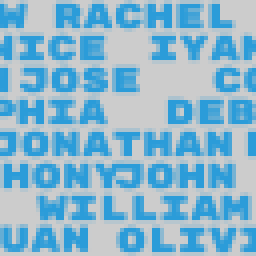 W RACHEL
NICE IYAN
N JOSE CO
PHIA DEB
JONATHAN
HONYJOHN
WILLIAM
UAN OLIVI